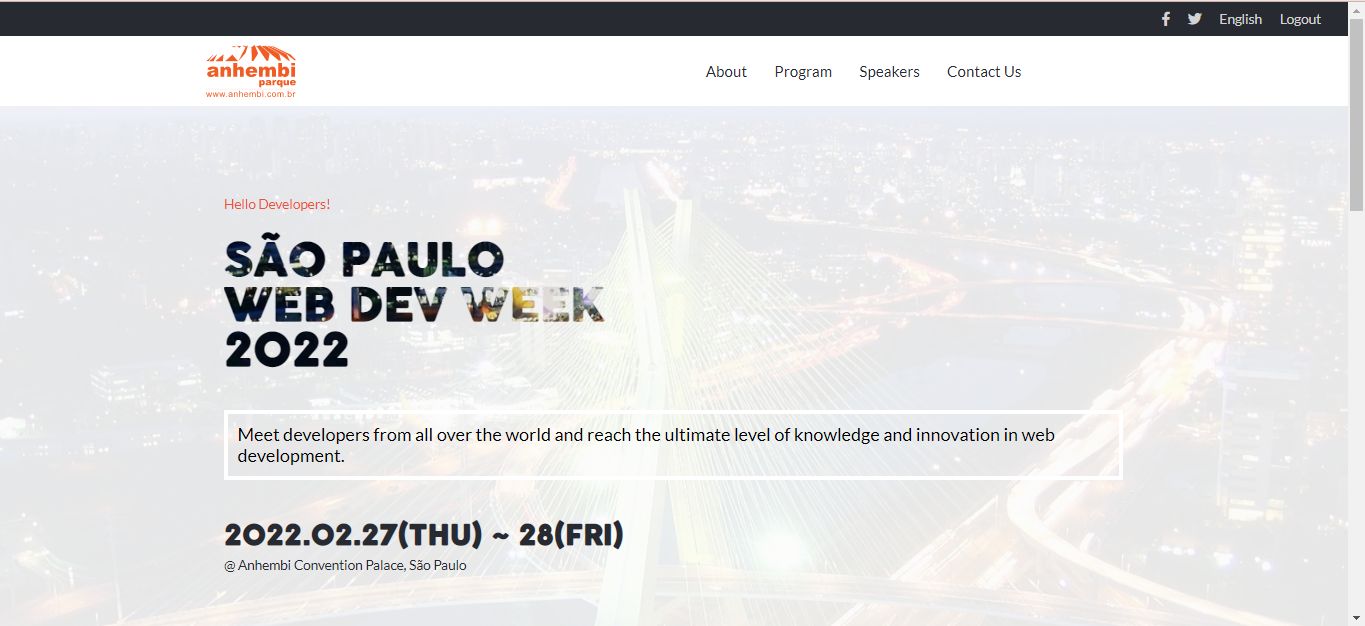 English Logout
anhembi
parque
www.anhembi.com.br
About Program Speakers Contact Us
Hello Developers!
SÃO PAULO
WEB DEV WEEK
2022
Meet developers from all over the world and reach the ultimate level of knowledge and innovation in web
development.
2022.02.27(THU) ~ 28(FRI)
@ Anhembi Convention Palace, São Paulo